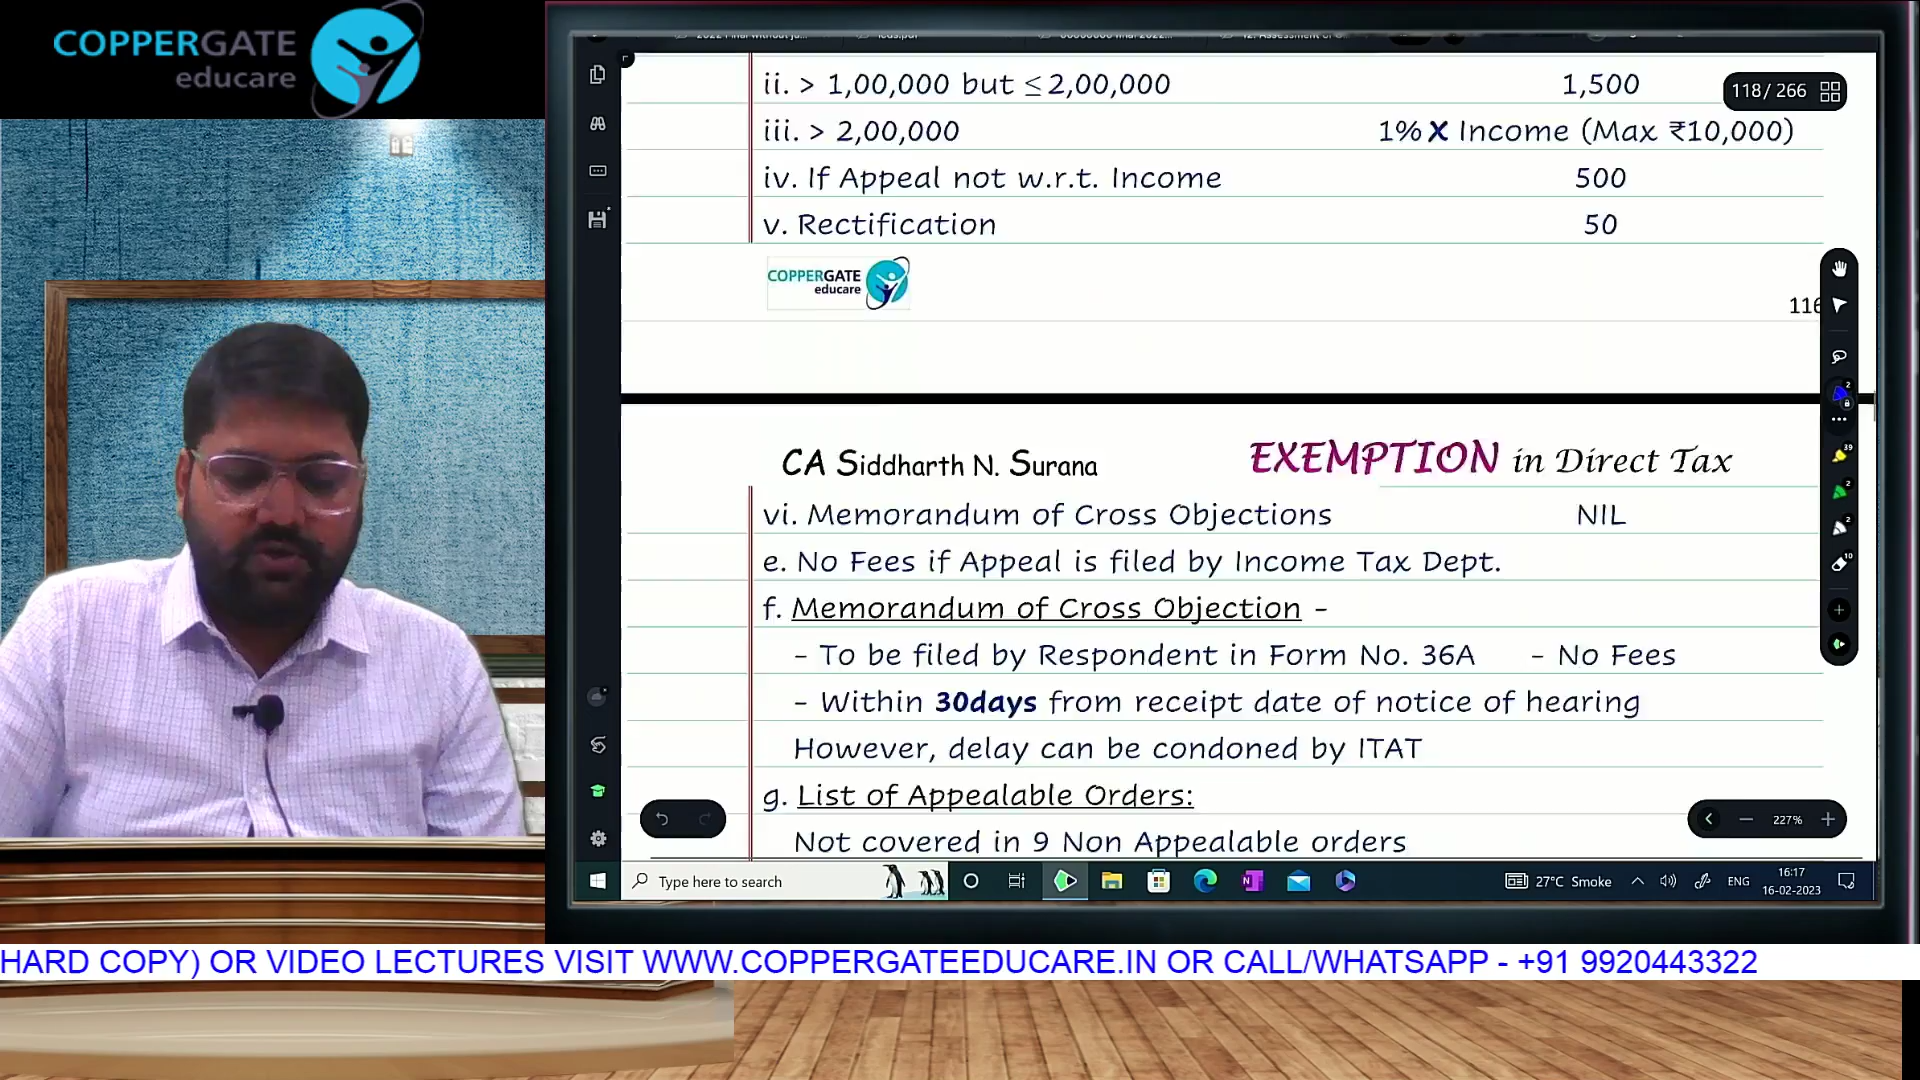 COPPERGATE
educare
ii. > 1,00,000 but ≤ 2,00,000 1,500
118 / 266
iii. > 2,00,000 1% X Income (Max ₹10,000)
iv. If Appeal not w.r.t. Income 500
v. Rectification 50
COPPERGATE
educare
116
CA Siddharth N. Surana EXEMPTION in Direct Tax
vi. Memorandum of Cross Objections NIL
e. No Fees if Appeal is filed by Income Tax Dept.
f. Memorandum of Cross Objection -
- To be filed by Respondent in Form No. 36A - No Fees
- Within 30days from receipt date of notice of hearing
However, delay can be condoned by ITAT
g. List of Appealable Orders:
227%
Not covered in 9 Non Appealable orders
Type here to search
27°C Smoke
ENG
16:17
16-02-2023
HARD COPY) OR VIDEO LECTURES VISIT WWW.COPPERGATEEDUCARE.IN OR CALL/WHATSAPP - +91 9920443322